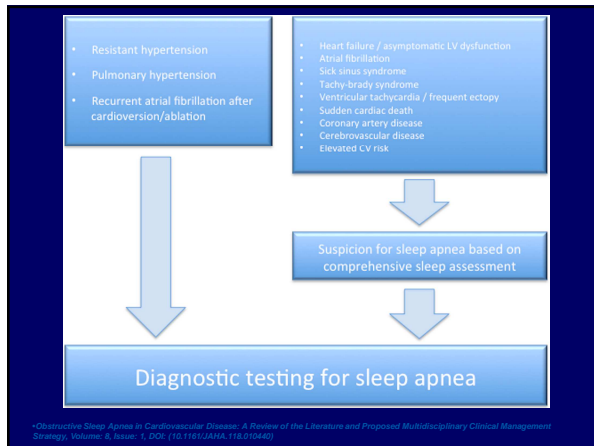 • Resistant hypertension
• Pulmonary hypertension
• Recurrent atrial fibrillation after
cardioversion/ablation
• Heart failure / asymptomatic LV dysfunction
• Atrial fibrillation
• Sick sinus syndrome
• Tachy-brady syndrome
• Ventricular tachycardia / frequent ectopy
• Sudden cardiac death
• Coronary artery disease
• Cerebrovascular disease
• Elevated CV risk
Suspicion for sleep apnea based on
comprehensive sleep assessment
Diagnostic testing for sleep apnea
•Obstructive Sleep Apnea in Cardiovascular Disease: A Review of the Literature and Proposed Multidisciplinary Clinical Management
Strategy, Volume: 8, Issue: 1, DOI: (10.1161/JAHA.118.010440)